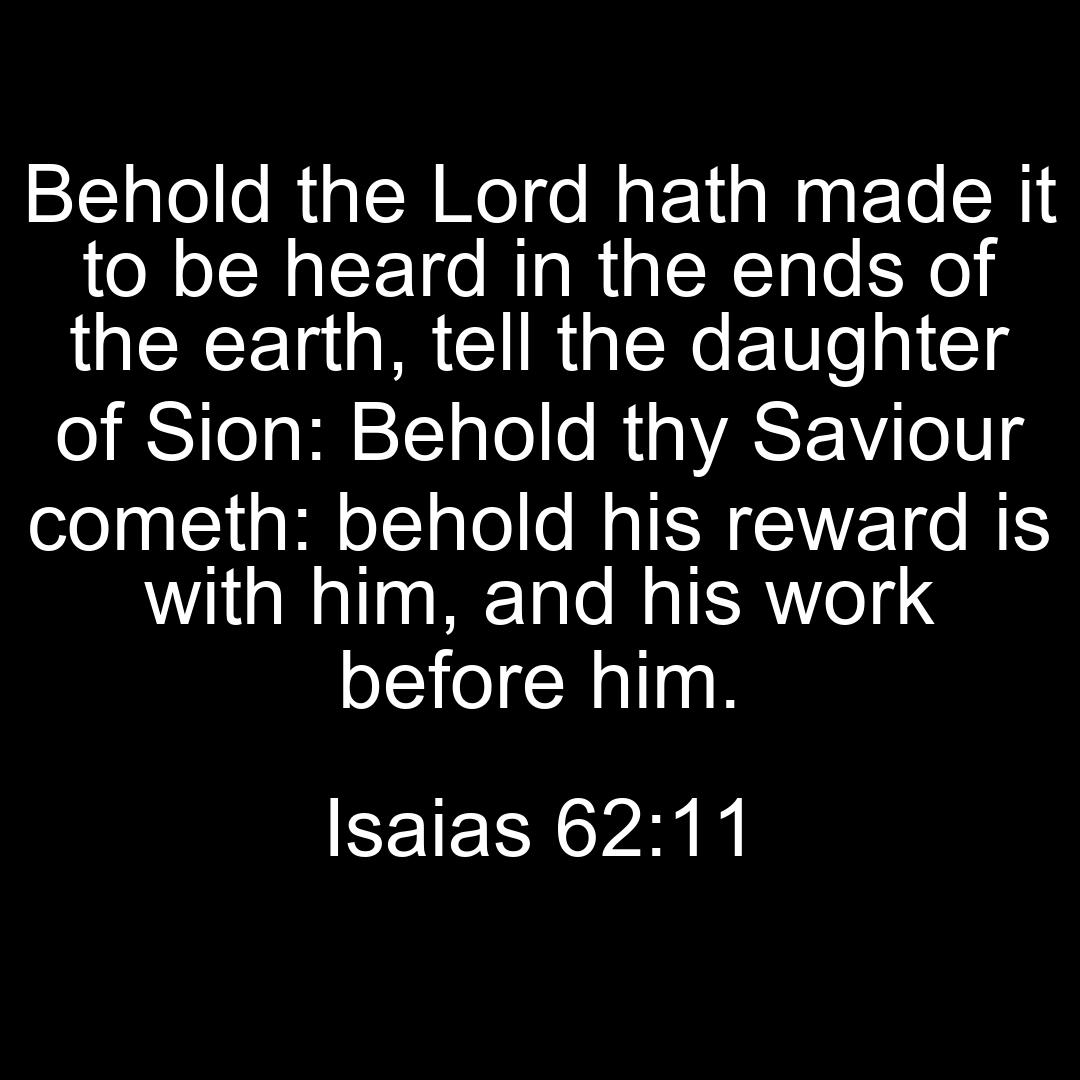 Behold the Lord hath made it
to be heard in the ends of
the earth, tell the daughter
of Sion: Behold thy Saviour
cometh: behold his reward is
with him, and his work
before him.
Isaias 62:11